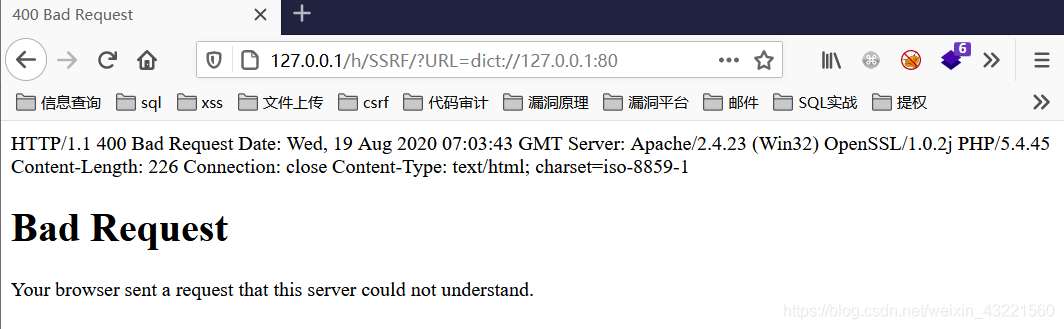 400 Bad Request
127.0.0.1/h/SSRF/?URL=dict://127.0.0.1:80
6
信息查询 sql xss 文件上传 csrf 代码审计 漏洞原理 漏洞平台 邮件 SQL实战 提权
HTTP/1.1 400 Bad Request Date: Wed, 19 Aug 2020 07:03:43 GMT Server: Apache/2.4.23 (Win32) OpenSSL/1.0.2j PHP/5.4.45
Content-Length: 226 Connection: close Content-Type: text/html; charset=iso-8859-1
Bad Request
Your browser sent a request that this server could not understand.
https://blog.csdn.net/weixin_43221560